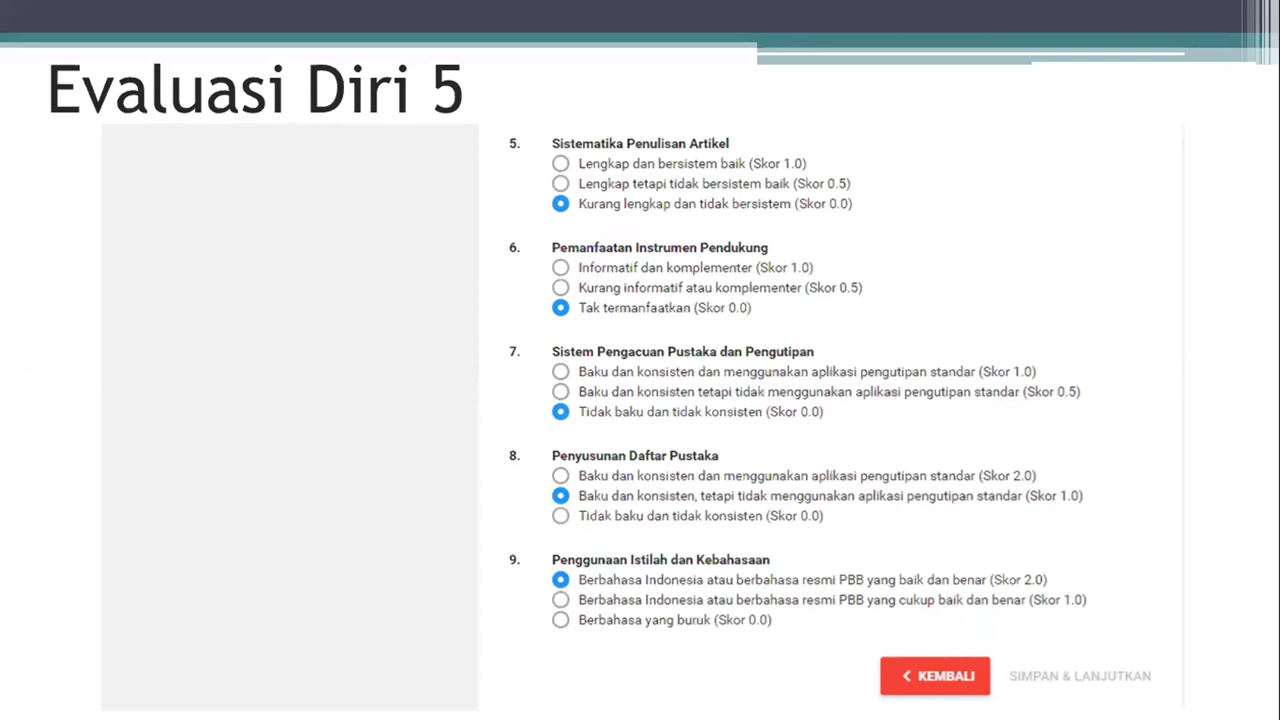 Evaluasi Diri 5
5. Sistematika Penulisan Artikel
Lengkap dan bersistem baik (Skor 1.0)
Lengkap tetapi tidak bersistem baik (Skor 0.5)
Kurang lengkap dan tidak bersistem (Skor 0.0)
6. Pemanfaatan Instrumen Pendukung
Informatif dan komplementer (Skor 1.0)
Kurang informatif atau komplementer (Skor 0.5)
Tak termanfaatkan (Skor 0.0)
7. Sistem Pengacuan Pustaka dan Pengutipan
Baku dan konsisten dan menggunakan aplikasi pengutipan standar (Skor 1.0)
Baku dan konsisten tetapi tidak menggunakan aplikasi pengutipan standar (Skor 0.5)
Tidak baku dan tidak konsisten (Skor 0.0)
8. Penyusunan Daftar Pustaka
Baku dan konsisten dan menggunakan aplikasi pengutipan standar (Skor 2.0)
Baku dan konsisten, tetapi tidak menggunakan aplikasi pengutipan standar (Skor 1.0)
Tidak baku dan tidak konsisten (Skor 0.0)
9. Penggunaan Istilah dan Kebahasaan
Berbahasa Indonesia atau berbahasa resmi PBB yang baik dan benar (Skor 2.0)
Berbahasa Indonesia atau berbahasa resmi PBB yang cukup baik dan benar (Skor 1.0)
Berbahasa yang buruk (Skor 0.0)
KEMBALI SIMPAN & LANJUTKAN